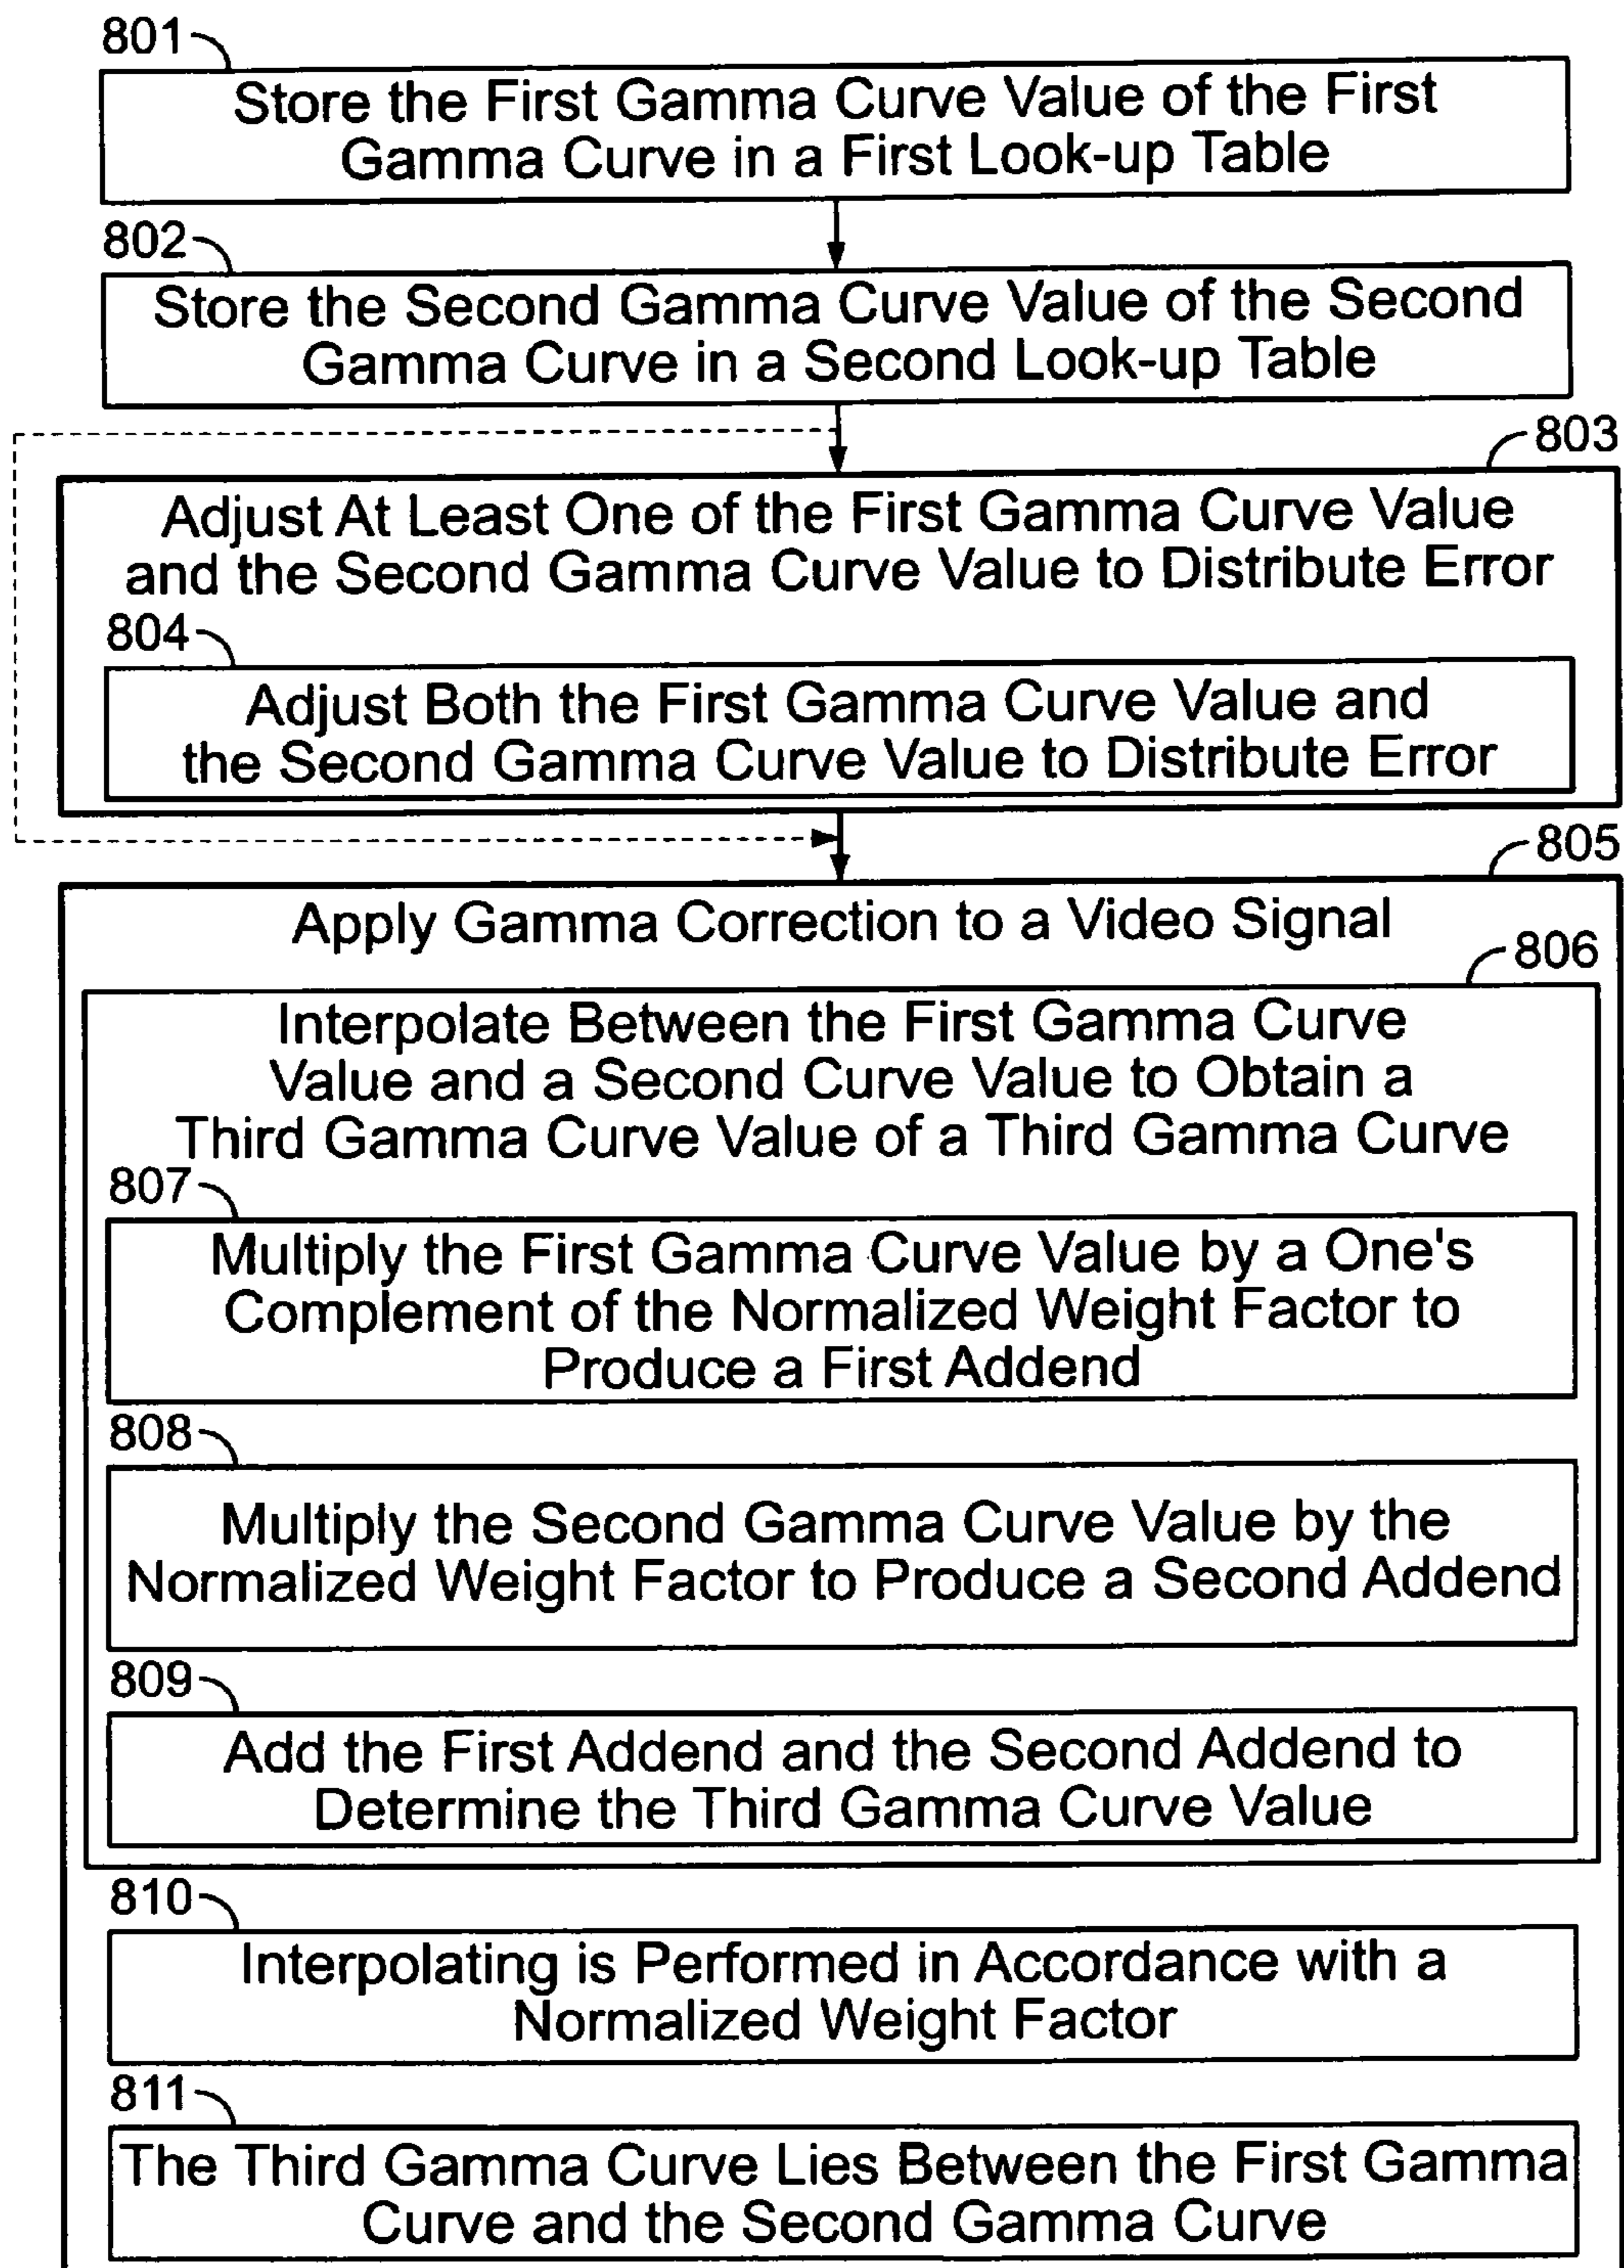 801
Store the First Gamma Curve Value of the First
Gamma Curve in a First Look-up Table
802
Store the Second Gamma Curve Value of the Second
Gamma Curve in a Second Look-up Table
803
Adjust At Least One of the First Gamma Curve Value
and the Second Gamma Curve Value to Distribute Error
804
Adjust Both the First Gamma Curve Value and
the Second Gamma Curve Value to Distribute Error
805
Apply Gamma Correction to a Video Signal
806
Interpolate Between the First Gamma Curve
Value and a Second Curve Value to Obtain a
Third Gamma Curve Value of a Third Gamma Curve
807
Multiply the First Gamma Curve Value by a One's
Complement of the Normalized Weight Factor to
Produce a First Addend
808
Multiply the Second Gamma Curve Value by the
Normalized Weight Factor to Produce a Second Addend
809
Add the First Addend and the Second Addend to
Determine the Third Gamma Curve Value
810
Interpolating is Performed in Accordance with a
Normalized Weight Factor
811
The Third Gamma Curve Lies Between the First Gamma
Curve and the Second Gamma Curve